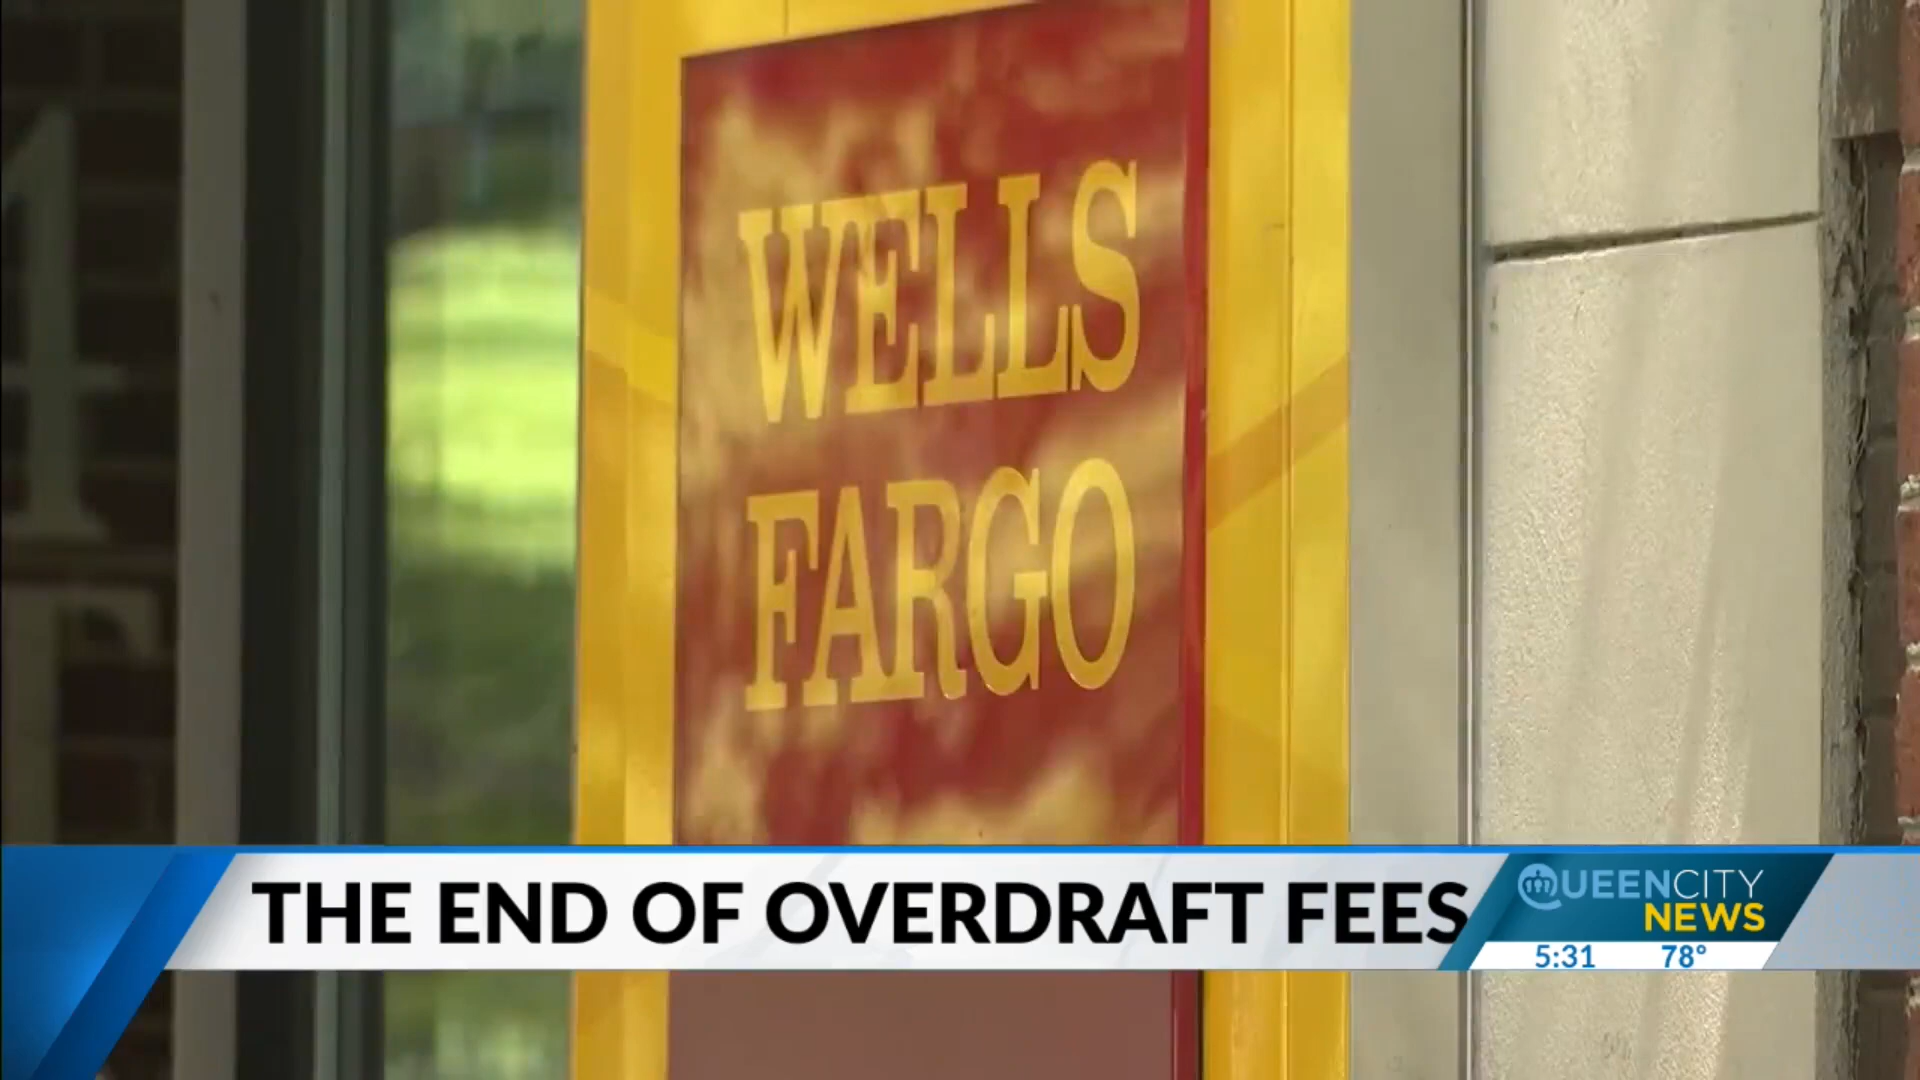 WELLS
FARGO
THE END OF OVERDRAFT FEES
QUEENCITY
NEWS
5:31 78°